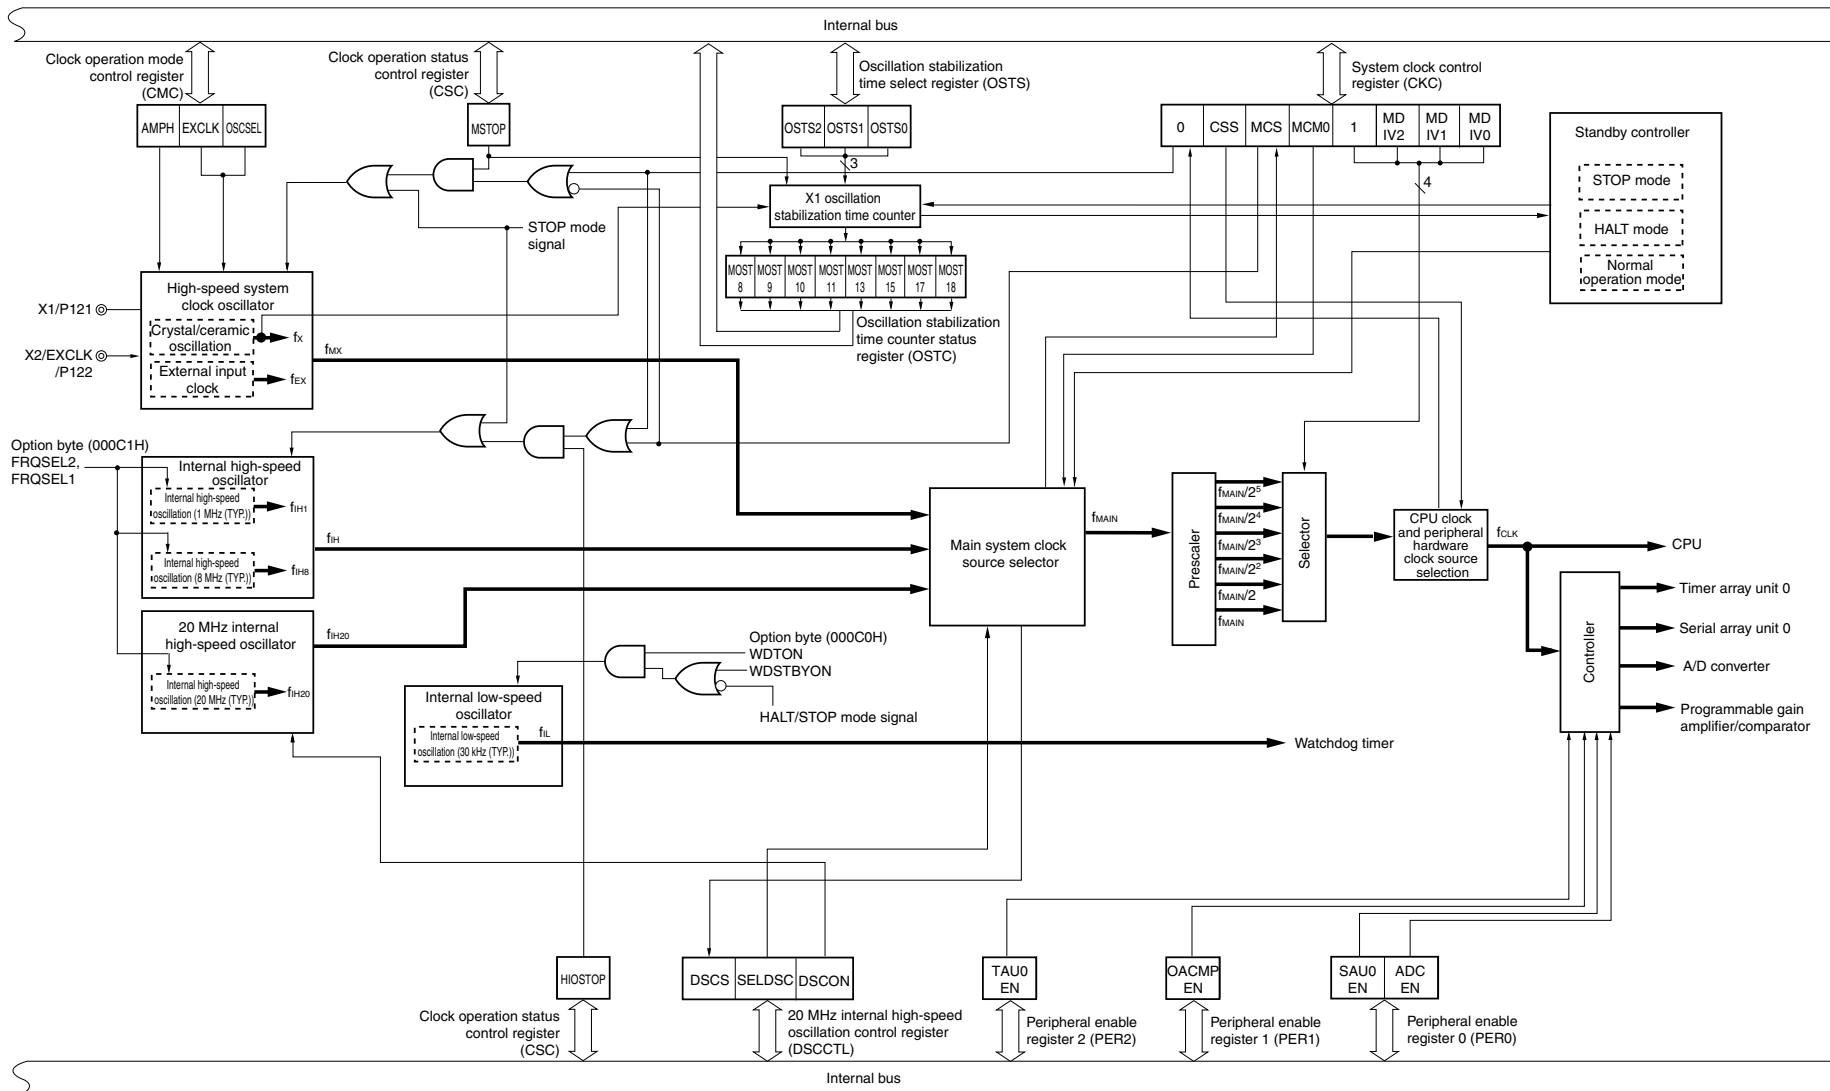 Internal bus
Clock operation mode
control register
(CMC)
Clock operation status
control register
(CSC)
Oscillation stabilization
time select register (OSTS)
System clock control
register (CKC)
AMPH EXCLK OSCSEL
MSTOP
OSTS2 OSTS1 OSTS0
0 CSS MCS MCM0 1 MD IV2 MD IV1 MD IV0
3
4
Standby controller
STOP mode
HALT mode
Normal
operation mode
X1 oscillation
stabilization time counter
STOP mode
signal
MOST 8 MOST 9 MOST 10 MOST 11 MOST 13 MOST 15 MOST 17 MOST 18
Oscillation stabilization
time counter status
register (OSTC)
High-speed system
clock oscillator
X1/P121
Crystal/ceramic
oscillation
fX
X2/EXCLK
/P122
External input
clock
fEX
fMX
Option byte (000C1H)
FRQSEL2,
FRQSEL1
Internal high-speed
oscillator
Internal high-speed
oscillation (1 MHz (TYP.))
fIH1
Internal high-speed
oscillation (8 MHz (TYP.))
fIH8
fIH
20 MHz internal
high-speed oscillator
Internal high-speed
oscillation (20 MHz (TYP.))
fIH20
fIH20
Main system clock
source selector
fMAIN
Prescaler
fMAIN/2⁵
fMAIN/2⁴
fMAIN/2³
fMAIN/2²
fMAIN/2
fMAIN
Selector
CPU clock
and peripheral
hardware
clock source
selection
fCLK
CPU
Controller
Timer array unit 0
Serial array unit 0
A/D converter
Programmable gain
amplifier/comparator
Option byte (000C0H)
WDTON
WDSTBYON
HALT/STOP mode signal
Internal low-speed
oscillator
Internal low-speed
oscillation (30 kHz (TYP.))
fIL
Watchdog timer
HIOSTOP
DSCS SELDSC DSCON
TAU0
EN
OACMP
EN
SAU0
EN
ADC
EN
Clock operation status
control register
(CSC)
20 MHz internal high-speed
oscillation control register
(DSCCTL)
Peripheral enable
register 2 (PER2)
Peripheral enable
register 1 (PER1)
Peripheral enable
register 0 (PER0)
Internal bus